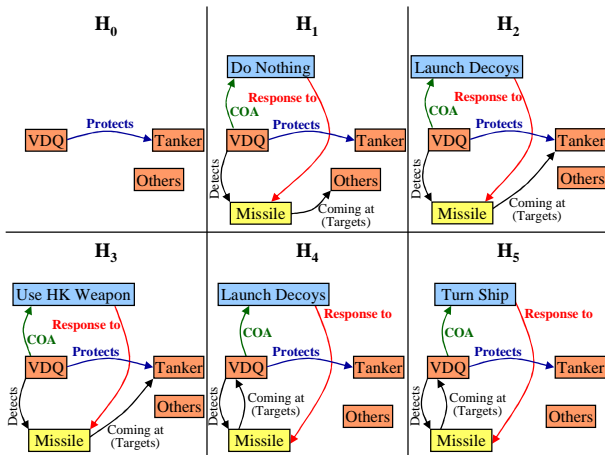 H0
Protects
VDQ
Tanker
Others
H1
Do Nothing
Response to
COA
Protects
VDQ
Tanker
Detects
Others
Missile
Coming at
(Targets)
H2
Launch Decoys
Response to
COA
Protects
VDQ
Tanker
Detects
Others
Missile
Coming at
(Targets)
H3
Use HK Weapon
Response to
COA
Protects
VDQ
Tanker
Detects
Others
Missile
Coming at
(Targets)
H4
Launch Decoys
Response to
COA
Protects
VDQ
Tanker
Detects
Coming at
(Targets)
Others
Missile
H5
Turn Ship
Response to
COA
Protects
VDQ
Tanker
Detects
Coming at
(Targets)
Others
Missile